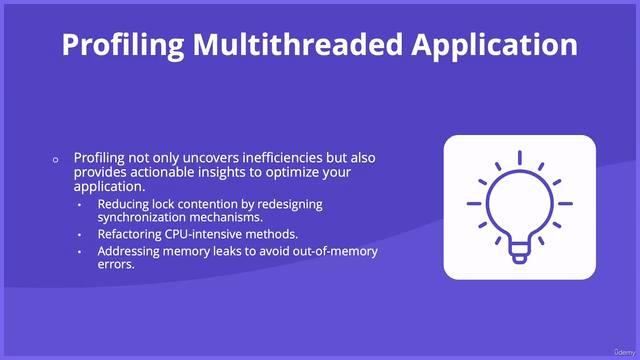 Profiling Multithreaded Application
Profiling not only uncovers inefficiencies but also
provides actionable insights to optimize your
application.
Reducing lock contention by redesigning
synchronization mechanisms.
Refactoring CPU-intensive methods.
Addressing memory leaks to avoid out-of-memory
errors.
ûdemy